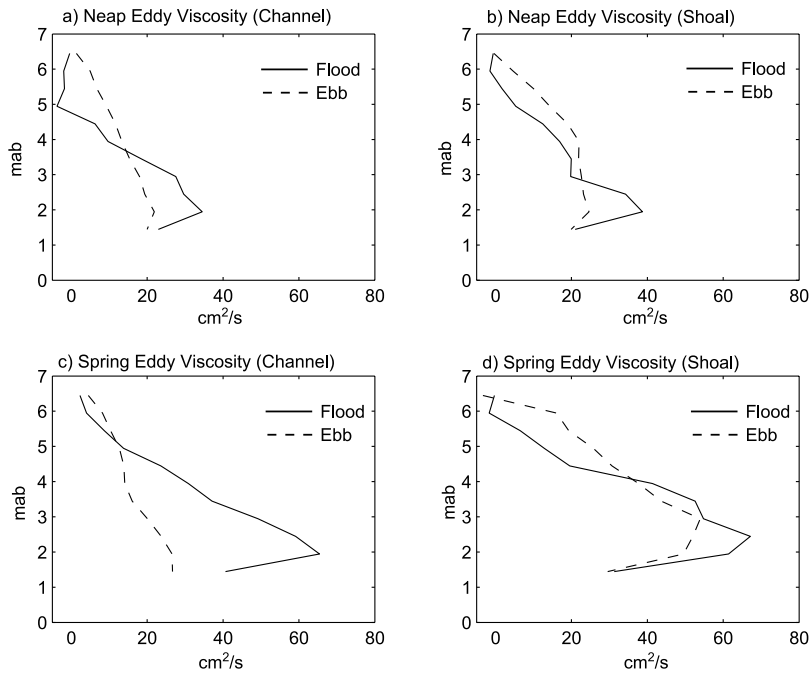 a) Neap Eddy Viscosity (Channel)
7
6
5
4
3
2
1
0
mab
Flood
Ebb
0 20 40 60 80
cm²/s
b) Neap Eddy Viscosity (Shoal)
7
6
5
4
3
2
1
0
mab
Flood
Ebb
0 20 40 60 80
cm²/s
c) Spring Eddy Viscosity (Channel)
7
6
5
4
3
2
1
0
mab
Flood
Ebb
0 20 40 60 80
cm²/s
d) Spring Eddy Viscosity (Shoal)
7
6
5
4
3
2
1
0
mab
Flood
Ebb
0 20 40 60 80
cm²/s